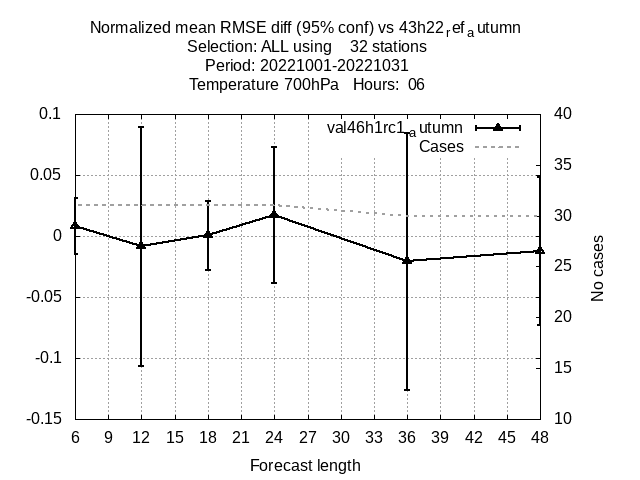 Normalized mean RMSE diff (95% conf) vs 43h22ref autumn
Selection: ALL using 32 stations
Period: 20221001-20221031
Temperature 700hPa Hours: 06
val46h1rc1autumn
Cases
0.1
0.05
0
-0.05
-0.1
-0.15
40
35
30
25
20
15
10
No cases
6 9 12 15 18 21 24 27 30 33 36 39 42 45 48
Forecast length